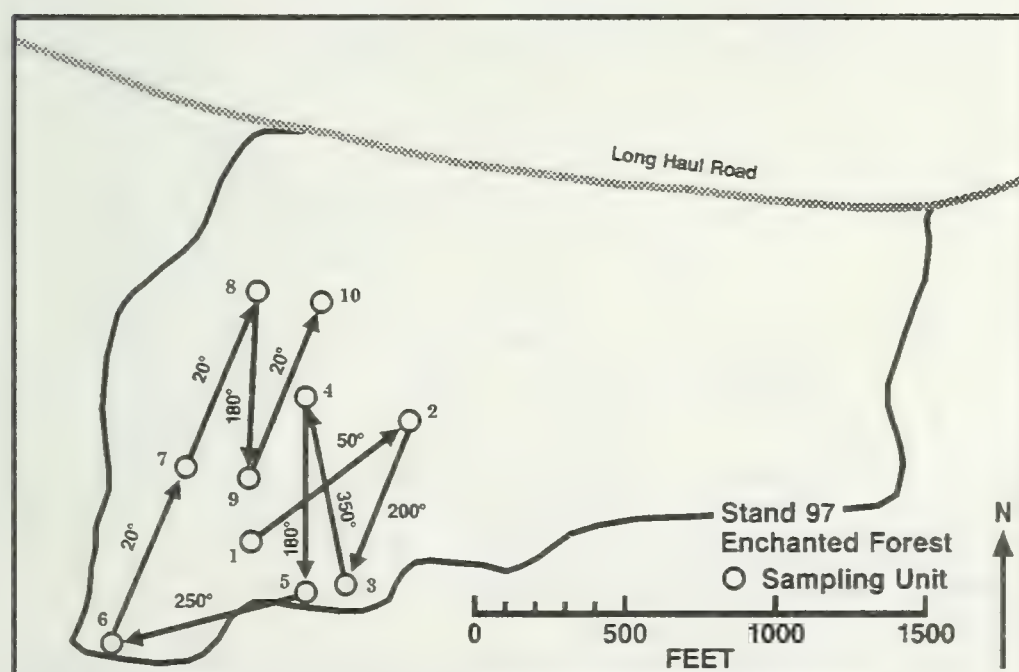 Long Haul Road
8
10
20°
20°
180°
4
2
50°
7
9
350°
200°
20°
180°
1
5
3
250°
6
Stand 97
Enchanted Forest
Sampling Unit
N
0 500 1000 1500
FEET